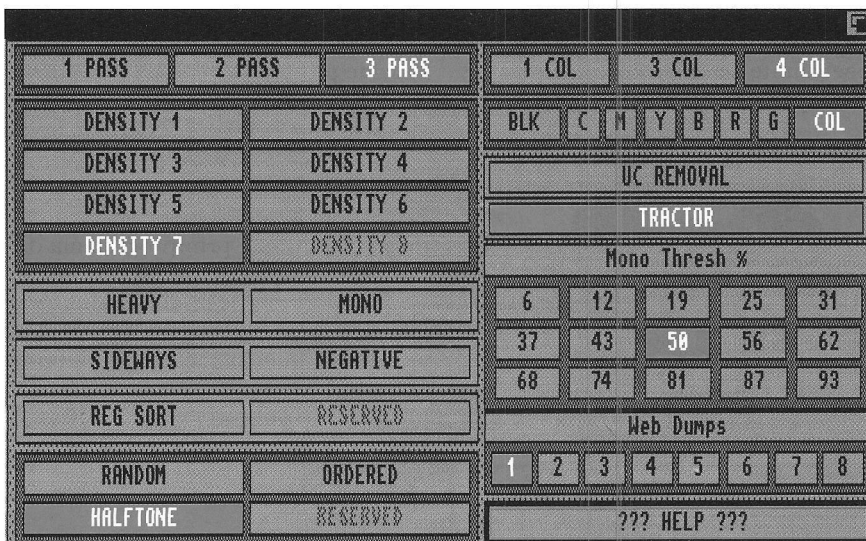 1 PASS 2 PASS 3 PASS
DENSITY 1 DENSITY 2
DENSITY 3 DENSITY 4
DENSITY 5 DENSITY 6
DENSITY 7 DENSITY 8
HEAVY MONO
SIDEWAYS NEGATIVE
REG SORT RESERVED
RANDOM ORDERED
HALFTONE RESERVED
1 COL 3 COL 4 COL
BLK C M Y B R G COL
UC REMOVAL
TRACTOR
Mono Thresh %
6 12 19 25 31
37 43 50 56 62
68 74 81 87 93
Web Dumps
1 2 3 4 5 6 7 8
??? HELP ???